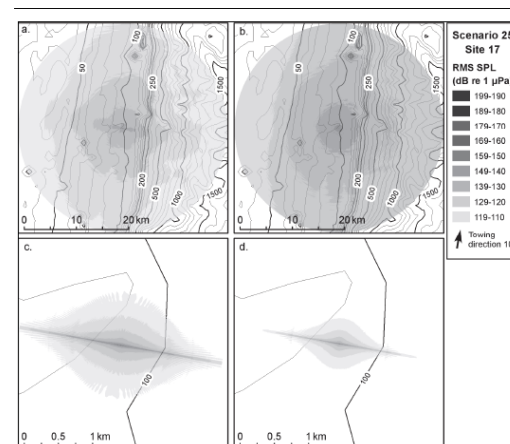 a.
100
50
250
1500
200
500
1000
1500
0 10 20 km
b.
100
50
250
1500
200
500
1000
1500
0 10 20 km
Scenario 25
Site 17
RMS SPL
(dB re 1 µPa)
199-190
189-180
179-170
169-160
159-150
149-140
139-130
129-120
119-110
Towing
direction
c.
100
0 0.5 1 km
d.
100
0 0.5 1 km